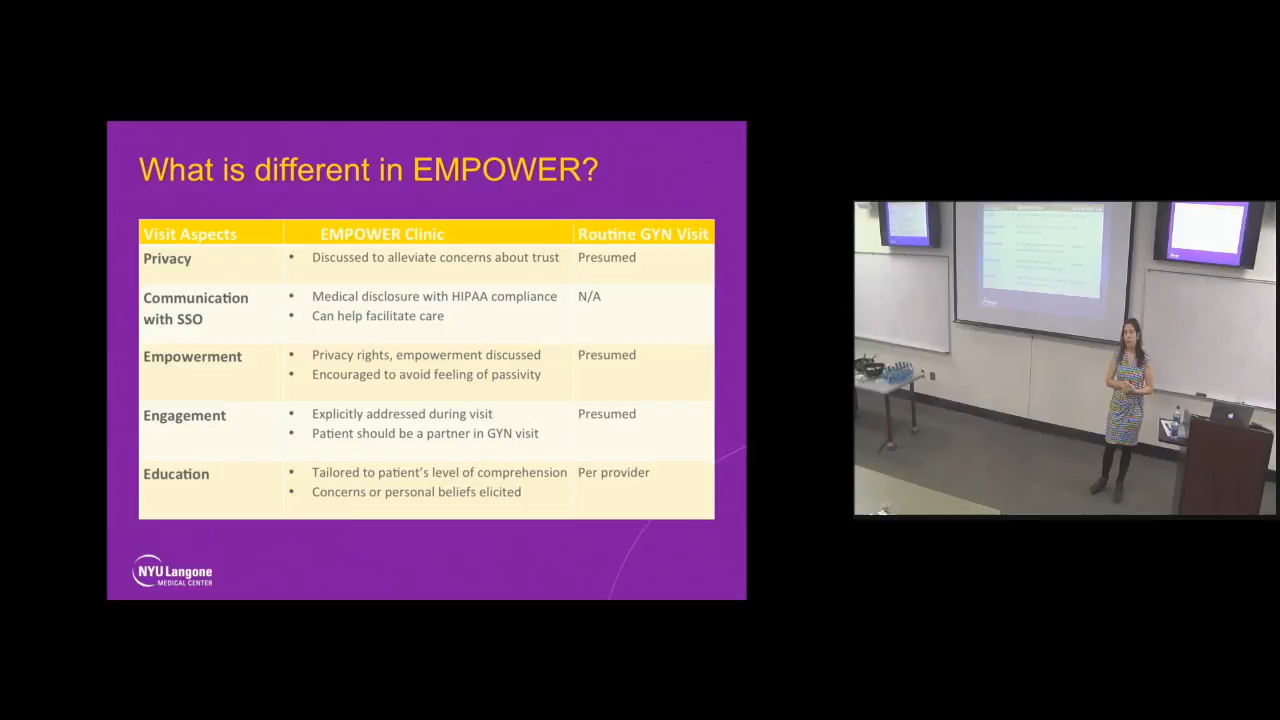 What is different in EMPOWER?
Visit Aspects EMPOWER Clinic Routine GYN Visit
Privacy • Discussed to alleviate concerns about trust Presumed
Communication with SSO • Medical disclosure with HIPAA compliance N/A
• Can help facilitate care
Empowerment • Privacy rights, empowerment discussed Presumed
• Encouraged to avoid feeling of passivity
Engagement • Explicitly addressed during visit Presumed
• Patient should be a partner in GYN visit
Education • Tailored to patient's level of comprehension Per provider
• Concerns or personal beliefs elicited
NYU Langone
MEDICAL CENTER